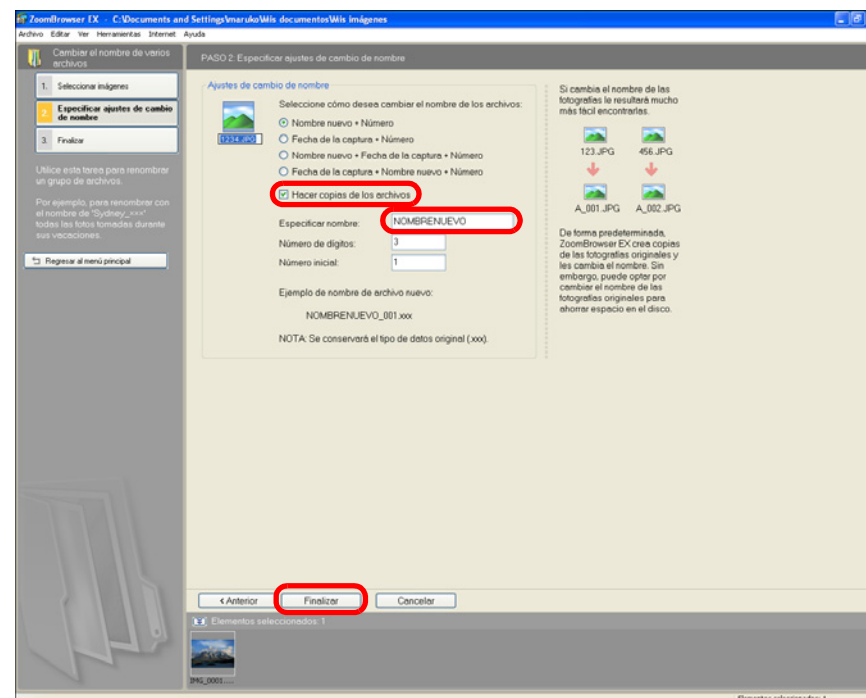 ZoomBrowser EX - C:\Documents and Settings\maruko\Mis documentos\Mis imágenes
Archivo Editar Ver Herramientas Internet Ayuda
Cambiar el nombre de varios
archivos
1. Seleccionar imágenes
2. Especificar ajustes de cambio
de nombre
3. Finalizar
Utilice esta tarea para renombrar
un grupo de archivos.
Por ejemplo, para renombrar con
el nombre de "Sydney_xxx"
todas las fotos tomadas durante
sus vacaciones.
Regresar al menú principal
PASO 2: Especificar ajustes de cambio de nombre
Ajustes de cambio de nombre
1234.JPG
Seleccione cómo desea cambiar el nombre de los archivos:
Nombre nuevo + Número
Fecha de la captura + Número
Nombre nuevo + Fecha de la captura + Número
Fecha de la captura + Nombre nuevo + Número
Hacer copias de los archivos
Especificar nombre: NOMBRENUEVO
Número de dígitos: 3
Número inicial: 1
Ejemplo de nombre de archivo nuevo:
NOMBRENUEVO_001.xxx
NOTA: Se conservará el tipo de datos original (.xxx).
Si cambia el nombre de las
fotografías le resultará mucho
más fácil encontrarlas.
123.JPG 456.JPG
A_001.JPG A_002.JPG
De forma predeterminada,
ZoomBrowser EX crea copias
de las fotografías originales y
les cambia el nombre. Sin
embargo, puede optar por
cambiar el nombre de las
fotografías originales para
ahorrar espacio en el disco.
< Anterior Finalizar Cancelar
Elementos seleccionados: 1
IMG_0001....
Elementos seleccionados: 1